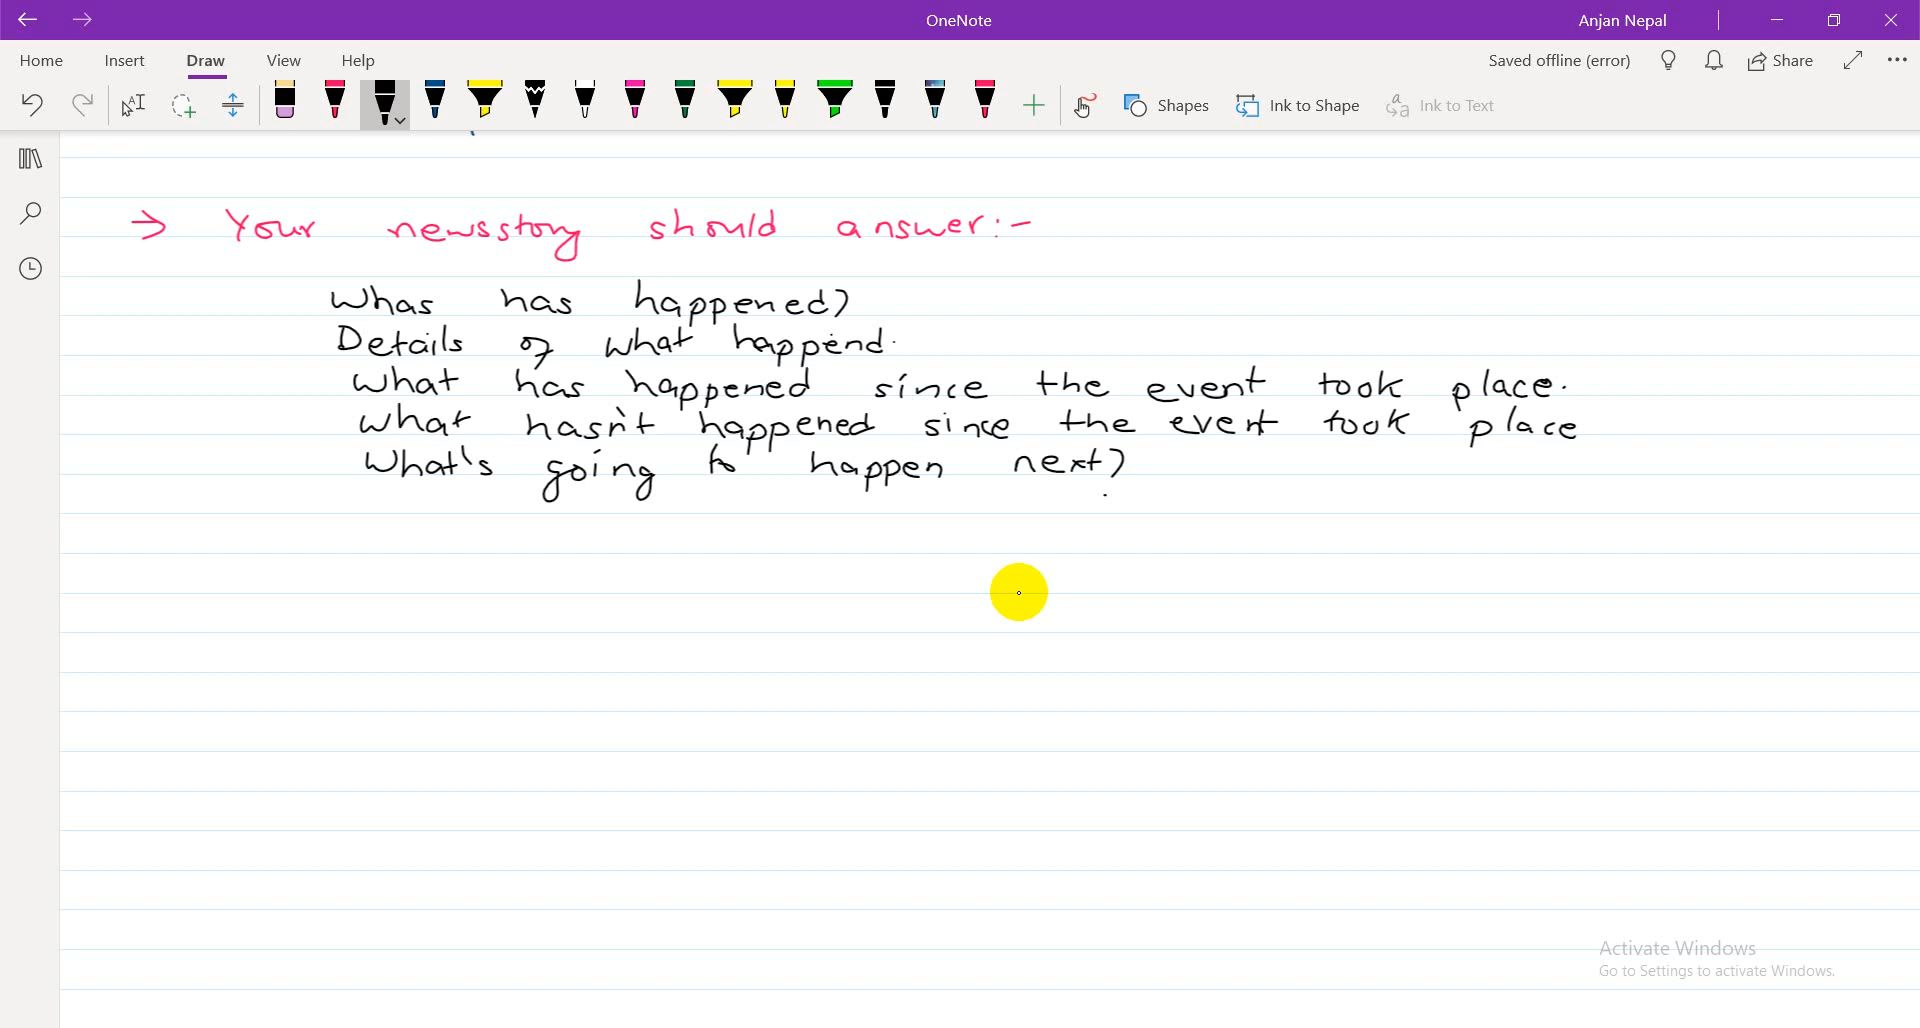 OneNote
Anjan Nepal
Home Insert Draw View Help
Saved offline (error)
Share
Shapes
Ink to Shape
Ink to Text
→ Your newsstory should answer:-
Whas has happened?
Details of what happend.
What has happened since the event took place.
What hasn't happened since the event took place
What's going to happen next?
Activate Windows
Go to Settings to activate Windows.